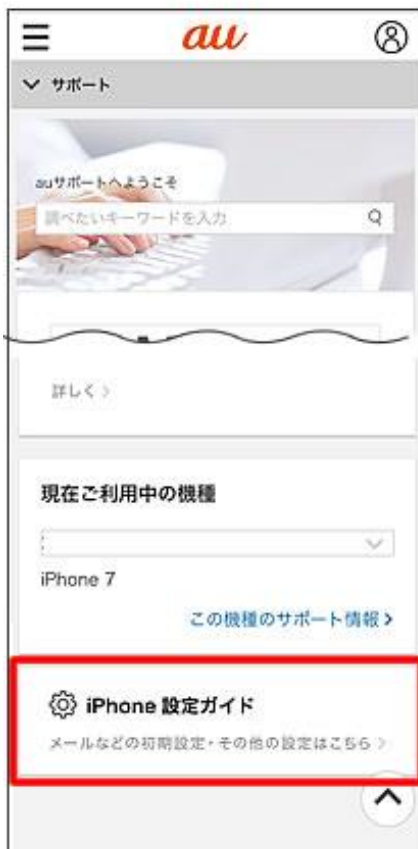 au
サポート
auサポートへようこそ
調べたいキーワードを入力
詳しく >
現在ご利用中の機種
iPhone 7
この機種のサポート情報 >
iPhone 設定ガイド
メールなどの初期設定・その他の設定はこちら >